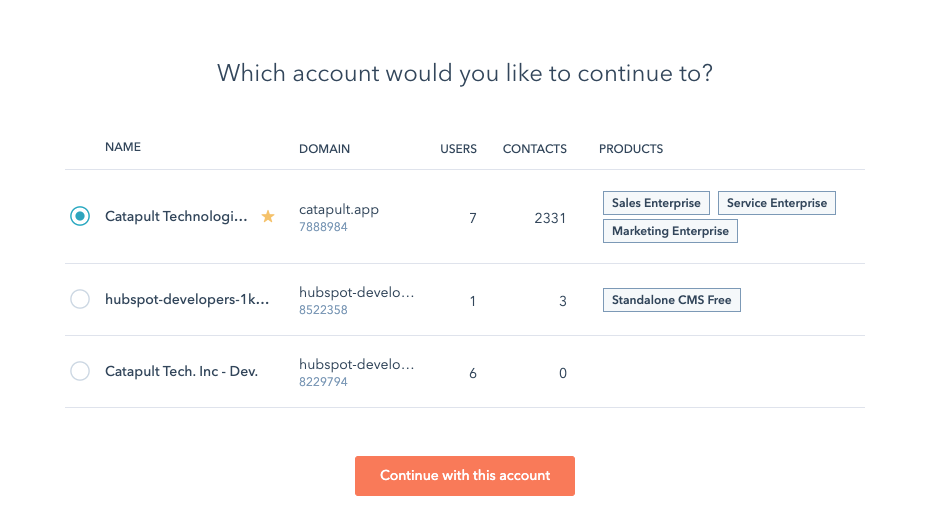 Which account would you like to continue to?
NAME DOMAIN USERS CONTACTS PRODUCTS
Catapult Technologi... catapult.app 7 2331 Sales Enterprise Service Enterprise
7888984 Marketing Enterprise
hubspot-developers-1k... hubspot-develo... 1 3 Standalone CMS Free
8522358
Catapult Tech. Inc - Dev. hubspot-develo... 6 0
8229794
Continue with this account